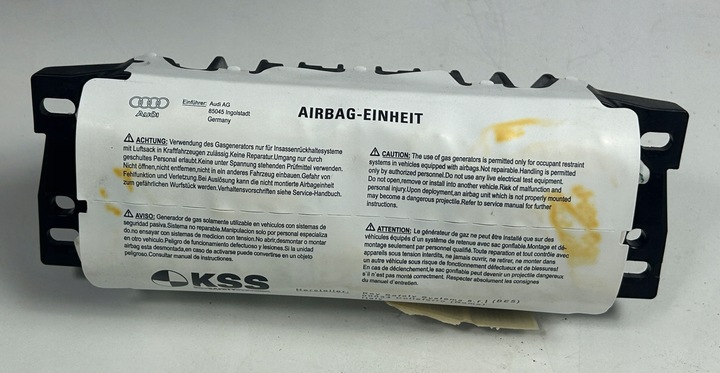 Audi
Einführer: Audi AG
85045 Ingolstadt
Germany
AIRBAG-EINHEIT
ACHTUNG: Verwendung des Gasgenerators nur für Insassenrückhaltesysteme
mit Luftsack in Kraftfahrzeugen zulässig.Keine Reparatur.Umgang nur durch
geschultes Personal erlaubt.Keine unter Spannung stehenden Prüfmittel verwenden.
Nicht öffnen,nicht entfernen,nicht in ein anderes Fahrzeug einbauen.Gefahr von
Fehlfunktion und Verletzung.Bei Auslösung kann die nicht montierte Airbageinheit
zum gefährlichen Wurfstück werden.Verhaltensvorschriften siehe Service-Handbuch.
CAUTION: The use of gas generators is permitted only for occupant restraint
systems in vehicles equipped with airbags.Not repairable.Handling is permitted
only by authorized personnel.Do not use any live electrical test equipment.
Do not open,remove or install into another vehicle.Risk of malfunction and
personal injury.Upon deployment,an airbag unit which is not properly mounted
may become a dangerous projectile.Refer to service manual for further
instructions.
AVISO: Generador de gas solamente utilizable en vehículos con sistemas de
seguridad pasiva.Sistema no reparable.Manipulacion solo por personal especializa
do.no ensayar con sistemas de medicion con tension.No abrir,desmontar o montar
en otro vehiculo.Peligro de funcionamento defectuoso y lesiones.Si la unidad
airbag esta desmontada,en caso de activarse puede convertirse en un objeto
peligroso.Consultar manual de instrucciones.
ATTENTION: Le générateur de gaz ne peut être installé que sur des
véhicules équipés d'un système de retenue avec sac gonflable.Montage et dé-
montage seulement par personnel qualifié.Toute reparation et tout contrôle avec
appareils sous tension interdits, ne jamais ouvrir, ne retirer, ne monter dans
un autre véhicule sous risque de fonctionnement défectueux et de blessures!
En cas de déclenchement,le sac gonflable peut devenir un projectile dangereux
s'il n'est pas monté correctement. Respecter absolument les consignes
du manuel d'entretien.
KSS
Hersteller: